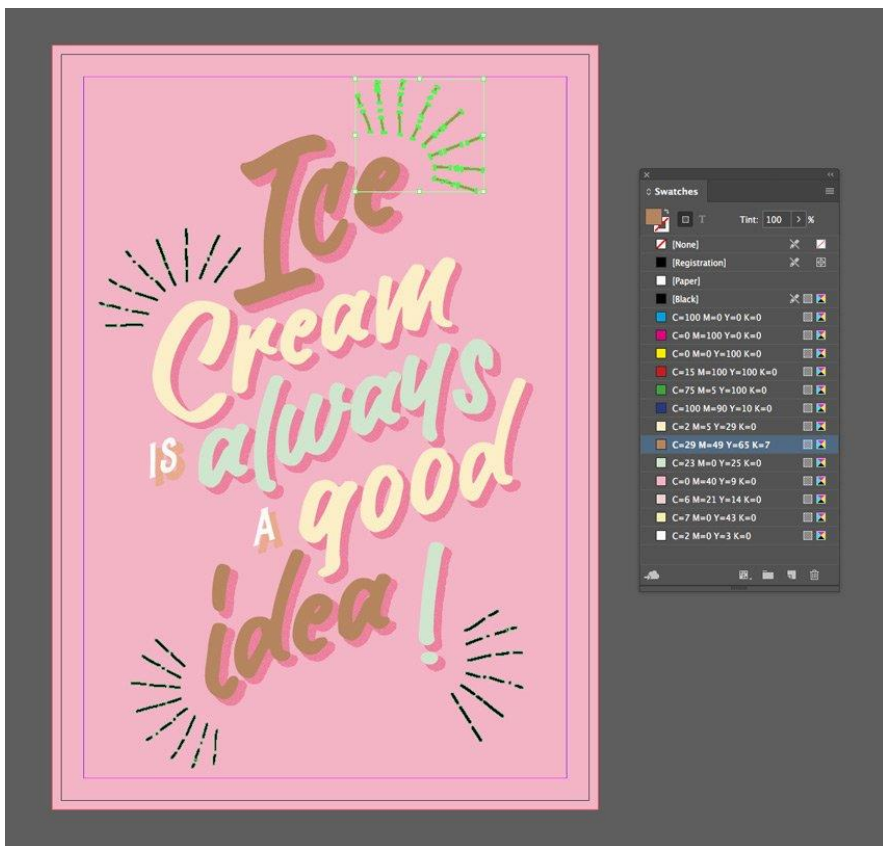 Ice
Cream
IS always
A good
idea!
Swatches
T Tint: 100 > %
[None]
[Registration]
[Paper]
[Black]
C=100 M=0 Y=0 K=0
C=0 M=100 Y=0 K=0
C=0 M=0 Y=100 K=0
C=15 M=100 Y=100 K=0
C=75 M=5 Y=100 K=0
C=100 M=90 Y=10 K=0
C=2 M=5 Y=29 K=0
C=29 M=49 Y=65 K=7
C=23 M=0 Y=25 K=0
C=0 M=40 Y=9 K=0
C=6 M=21 Y=14 K=0
C=7 M=0 Y=43 K=0
C=2 M=0 Y=3 K=0